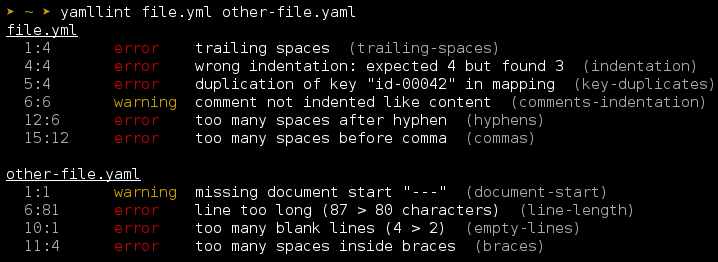 ➤ ~ ➤ yamllint file.yml other-file.yaml
file.yml
1:4 error trailing spaces (trailing-spaces)
4:4 error wrong indentation: expected 4 but found 3 (indentation)
5:4 error duplication of key "id-00042" in mapping (key-duplicates)
6:6 warning comment not indented like content (comments-indentation)
12:6 error too many spaces after hyphen (hyphens)
15:12 error too many spaces before comma (commas)
other-file.yaml
1:1 warning missing document start "---" (document-start)
6:81 error line too long (87 > 80 characters) (line-length)
10:1 error too many blank lines (4 > 2) (empty-lines)
11:4 error too many spaces inside braces (braces)